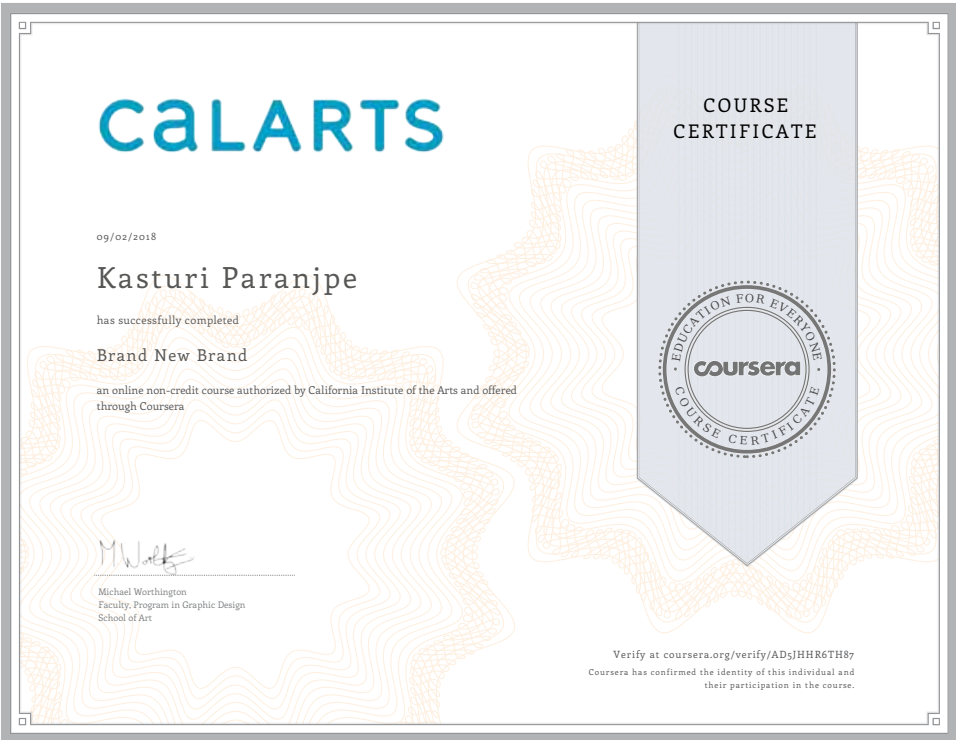 caLARTS
COURSE
CERTIFICATE
09/02/2018
Kasturi Paranjpe
has successfully completed
Brand New Brand
an online non-credit course authorized by California Institute of the Arts and offered
through Coursera
EDUCATION FOR EVERYONE
coursera
COURSE CERTIFICATE
Michael Worthington
Faculty, Program in Graphic Design
School of Art
Verify at coursera.org/verify/AD5JHHR6TH87
Coursera has confirmed the identity of this individual and
their participation in the course.